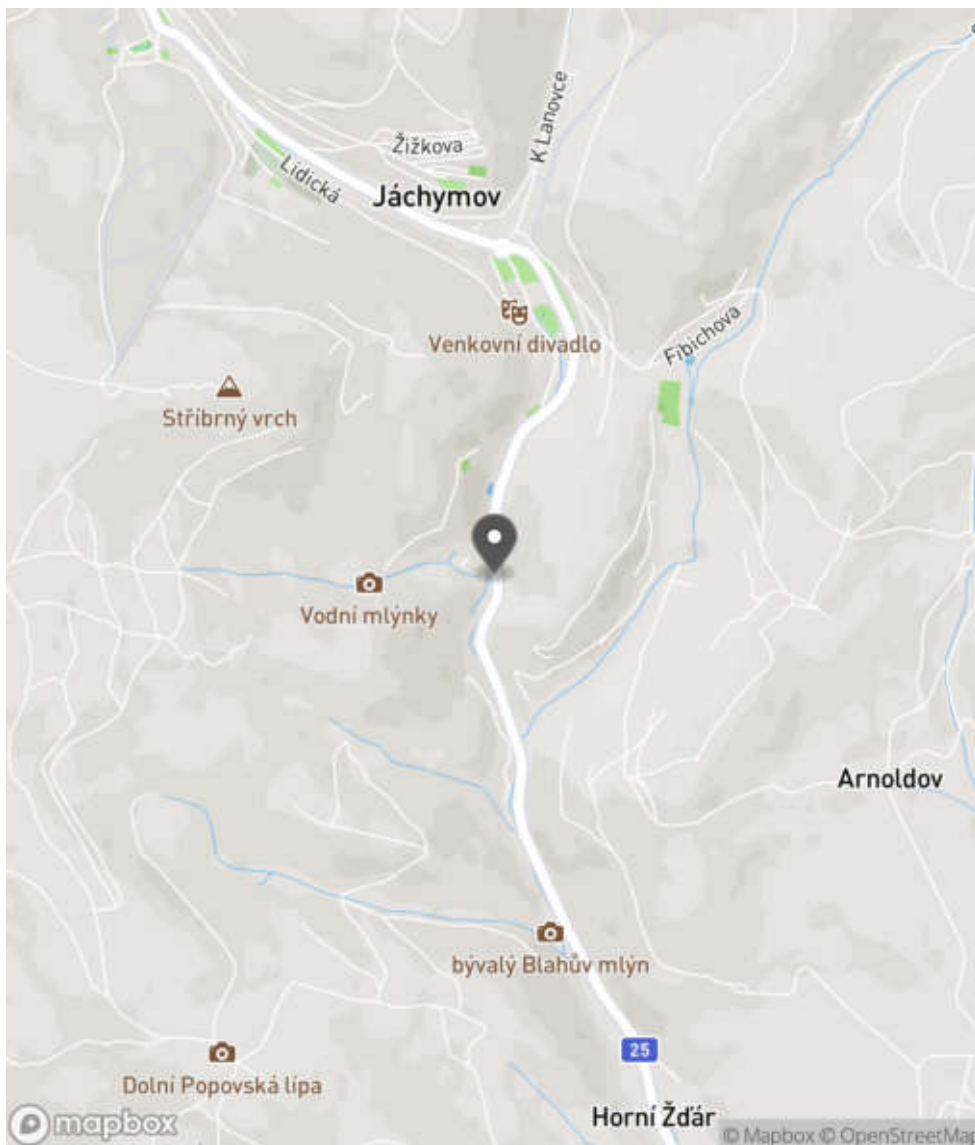 K Lanovce
Žižkova
Lidická
Jáchymov
Venkovní divadlo
Fibichova
Stříbrný vrch
Vodní mlýnky
Arnoldov
bývalý Blahův mlýn
25
Dolní Popovská lípa
Horní Žďár
mapbox
© Mapbox © OpenStreetMap